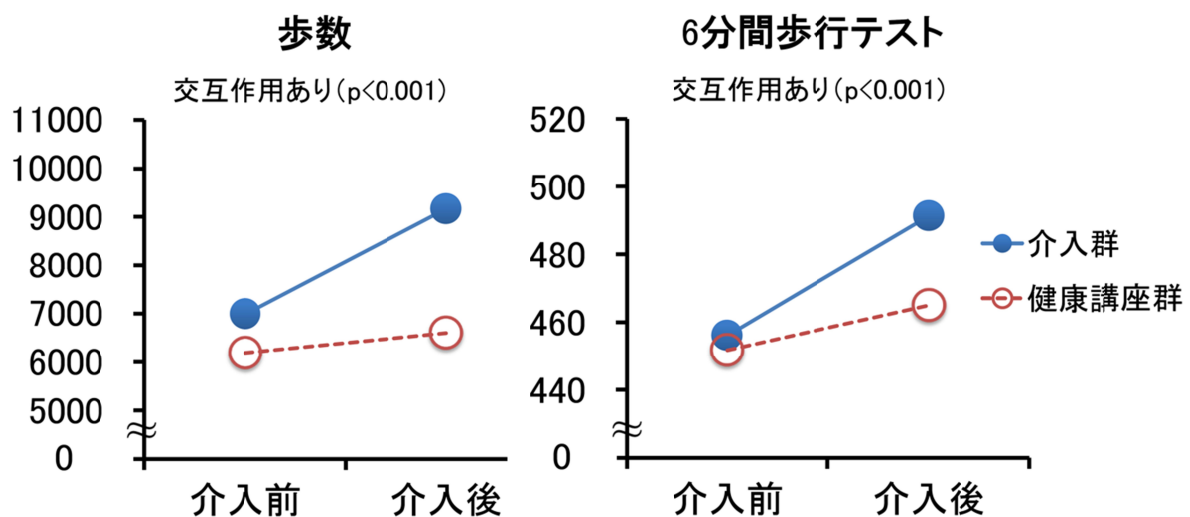 歩数
交互作用あり(p<0.001)
11000
10000
9000
8000
7000
6000
5000
0
介入前
介入後
6分間歩行テスト
交互作用あり(p<0.001)
520
500
480
460
440
0
介入前
介入後
介入群
健康講座群